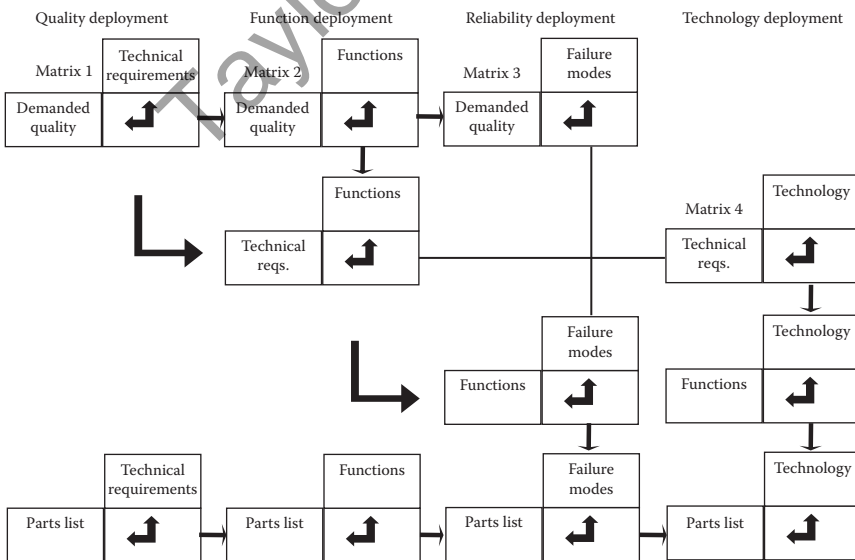 Quality deployment
Function deployment
Reliability deployment
Technology deployment
Matrix 1
Technical
requirements
Demanded
quality
Matrix 2
Functions
Demanded
quality
Matrix 3
Failure
modes
Demanded
quality
Functions
Technical
reqs.
Matrix 4
Technology
Technical
reqs.
Failure
modes
Functions
Technology
Functions
Technical
requirements
Parts list
Functions
Parts list
Failure
modes
Parts list
Technology
Parts list